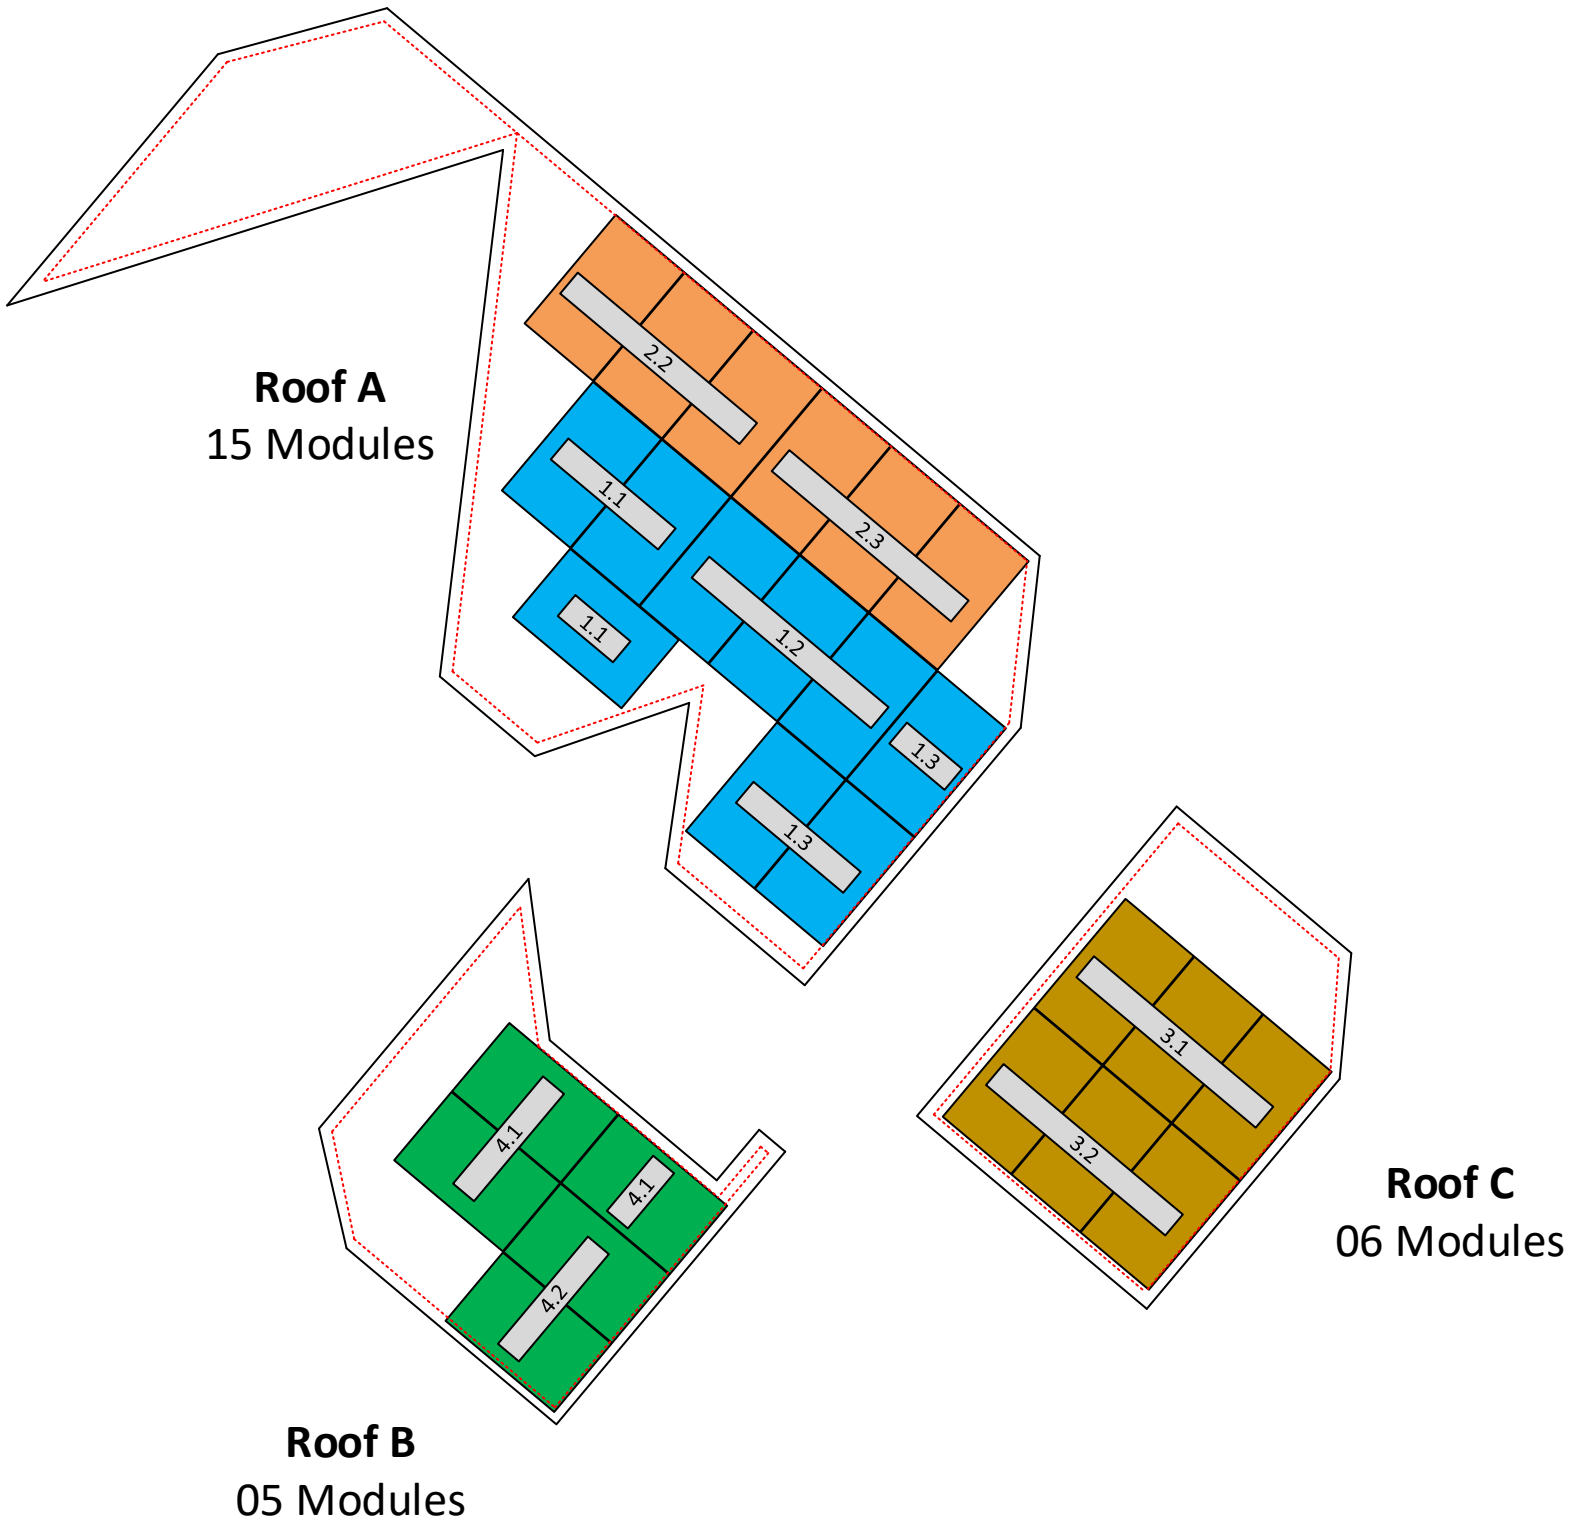 2.2
Roof A
15 Modules
1.1
2.3
1.1
1.2
1.3
1.3
3.1
4.1
3.2
4.1
Roof C
06 Modules
4.2
Roof B
05 Modules